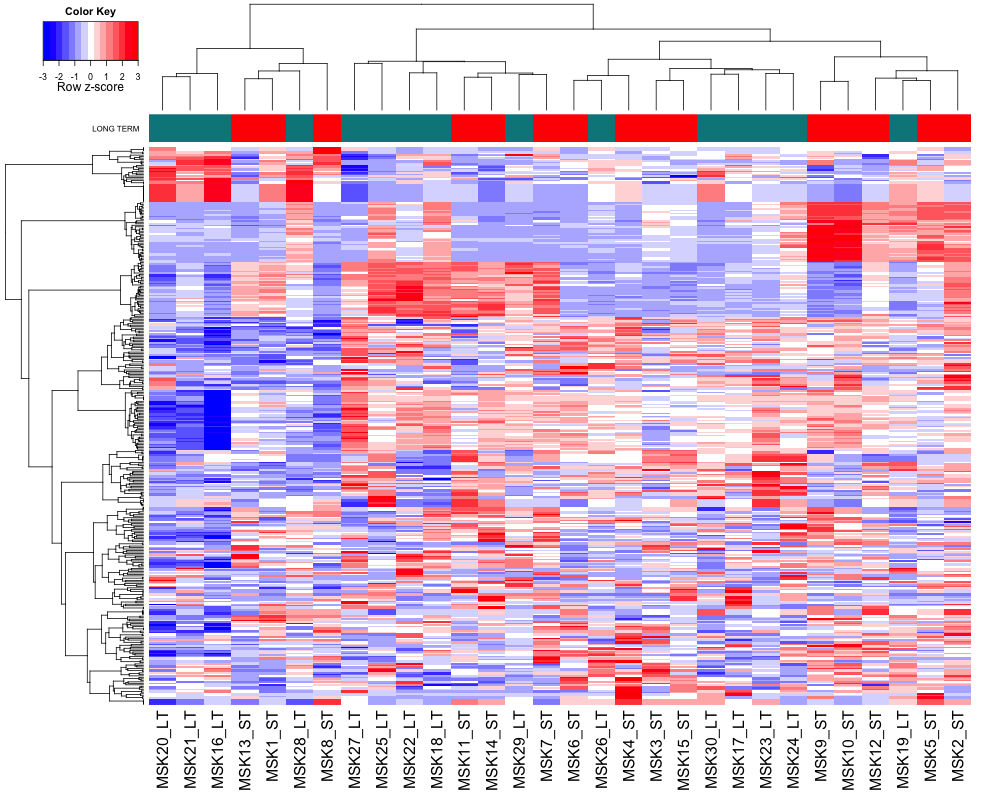 Color Key
-3 -2 -1 0 1 2 3
Row z-score
LONG TERM
MSK20_LT
MSK21_LT
MSK16_LT
MSK13_ST
MSK1_ST
MSK28_LT
MSK8_ST
MSK27_LT
MSK25_LT
MSK22_LT
MSK18_LT
MSK11_ST
MSK14_ST
MSK29_LT
MSK7_ST
MSK6_ST
MSK26_LT
MSK4_ST
MSK3_ST
MSK15_ST
MSK30_LT
MSK17_LT
MSK23_LT
MSK24_LT
MSK9_ST
MSK10_ST
MSK12_ST
MSK19_LT
MSK5_ST
MSK2_ST